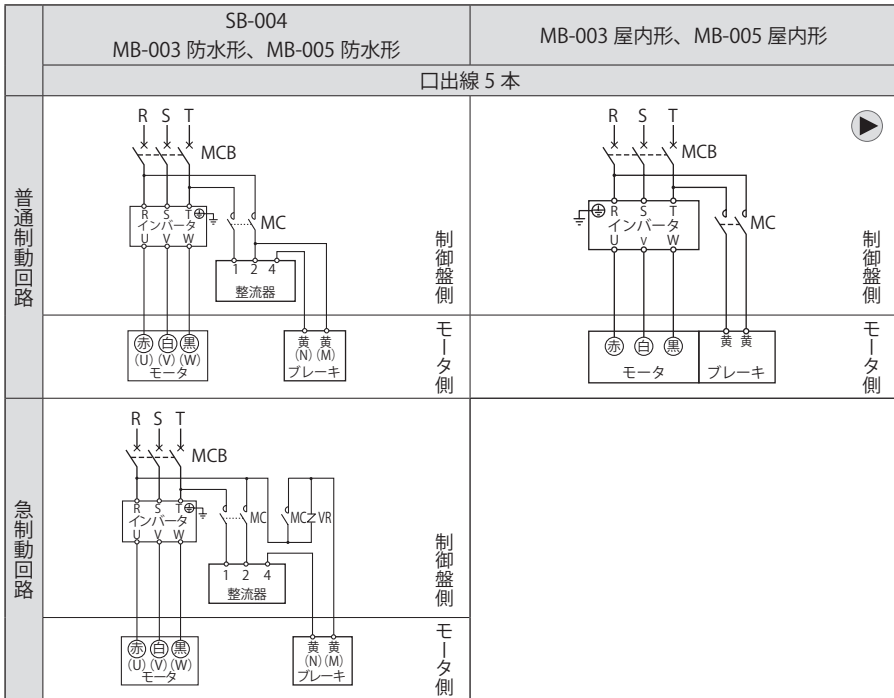 SB-004
MB-003 防水形、MB-005 防水形
MB-003 屋内形、MB-005 屋内形
口出線 5 本
普通制動回路
R S T
MCB
R S T
インバータ
U V W
MC
1 2 4
整流器
制御盤側
赤 白 黒
(U) (V) (W)
モータ
黄 黄
(N) (M)
ブレーキ
モータ側
R S T
MCB
R S T
インバータ
U V W
MC
制御盤側
赤 白 黒
モータ
黄 黄
ブレーキ
モータ側
急制動回路
R S T
MCB
R S T
インバータ
U V W
MC
MC
VR
1 2 4
整流器
制御盤側
赤 白 黒
(U) (V) (W)
モータ
黄 黄
(N) (M)
ブレーキ
モータ側